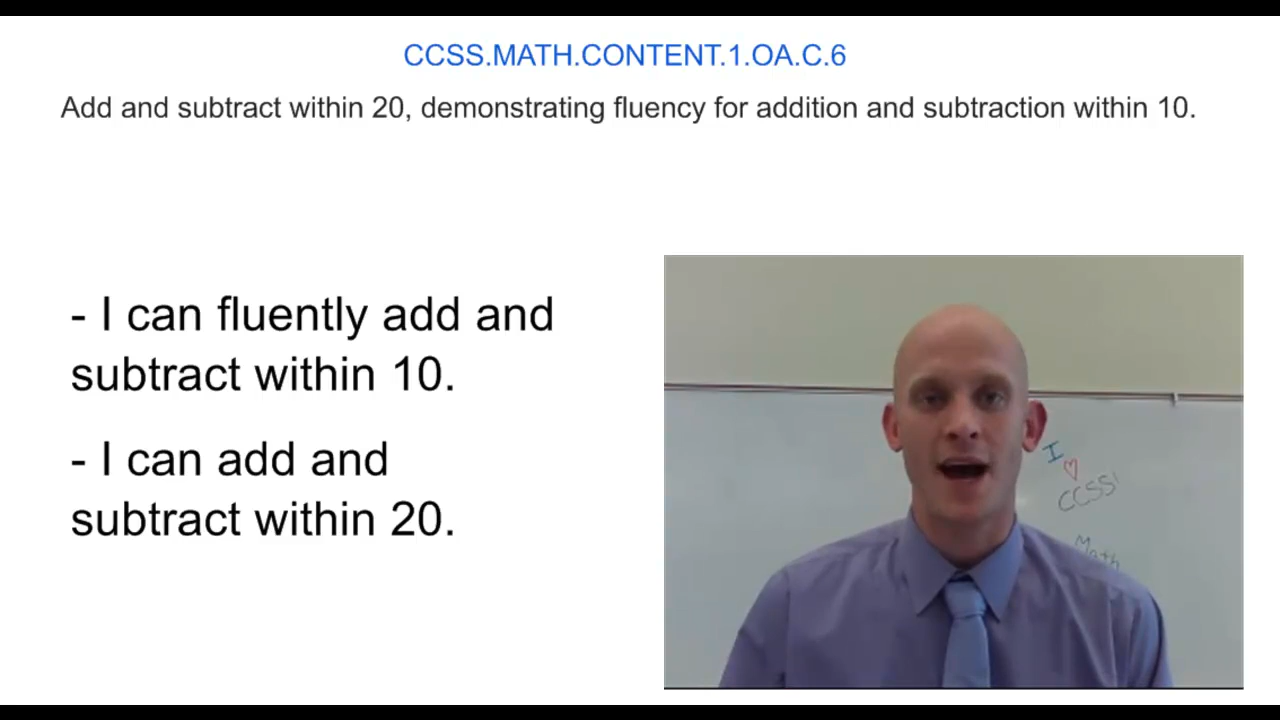 CCSS.MATH.CONTENT.1.OA.C.6
Add and subtract within 20, demonstrating fluency for addition and subtraction within 10.
- I can fluently add and
subtract within 10.
- I can add and
subtract within 20.
I
♡
CCSS!
Math